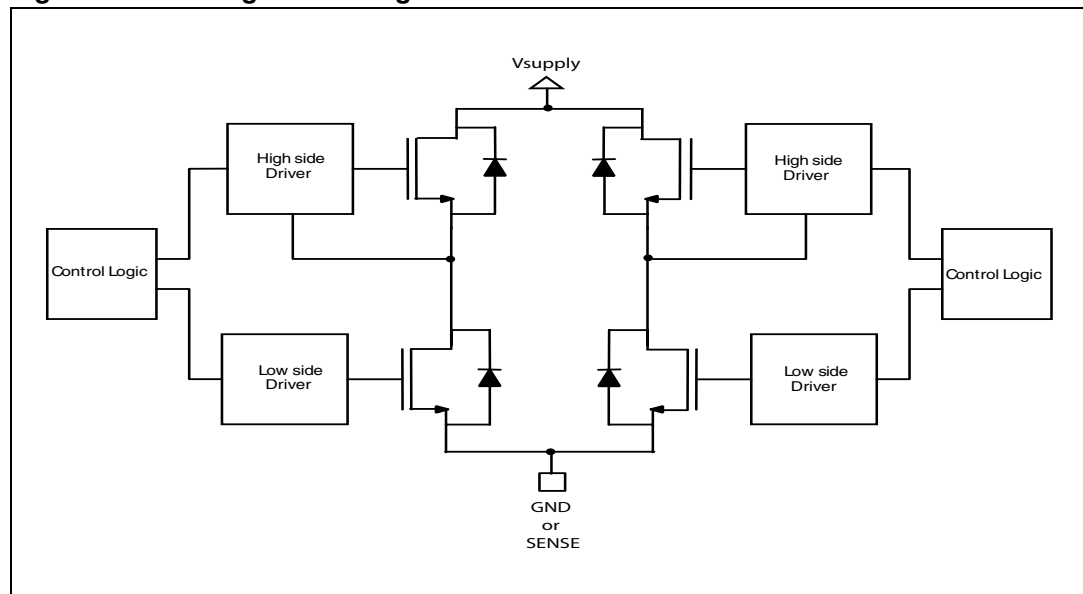 Vsupply
High side
Driver
High side
Driver
Control Logic
Control Logic
Low side
Driver
Low side
Driver
GND
or
SENSE